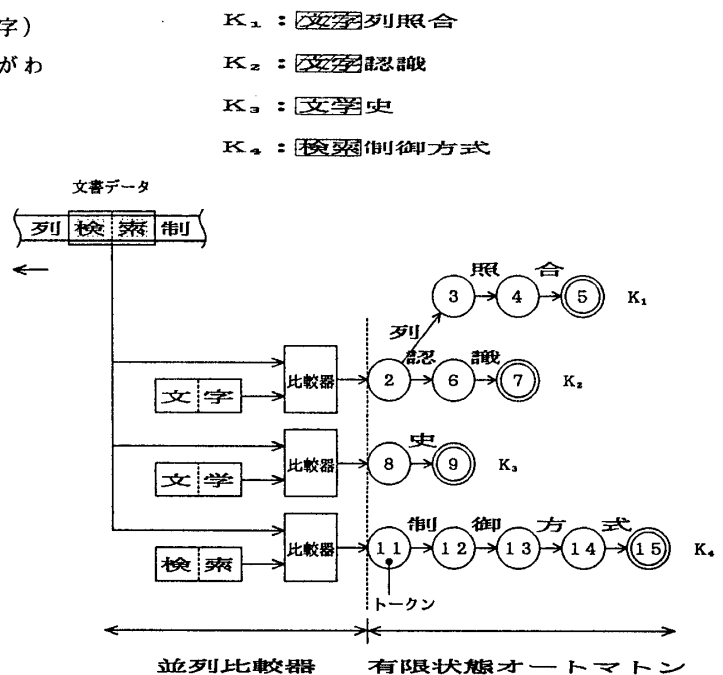 字)
がわ
K₁:文字列照合
K₂:文字認識
K₃:文学史
K₄:検索制御方式
文書データ
列 検 索 制
照 合
3 4 5 K₁
列
認 識
比較器 2 6 7 K₂
文 字
史
比較器 8 9 K₃
文 学
制 御 方 式
比較器 11 12 13 14 15 K₄
検 索
トークン
並列比較器 有限状態オートマトン